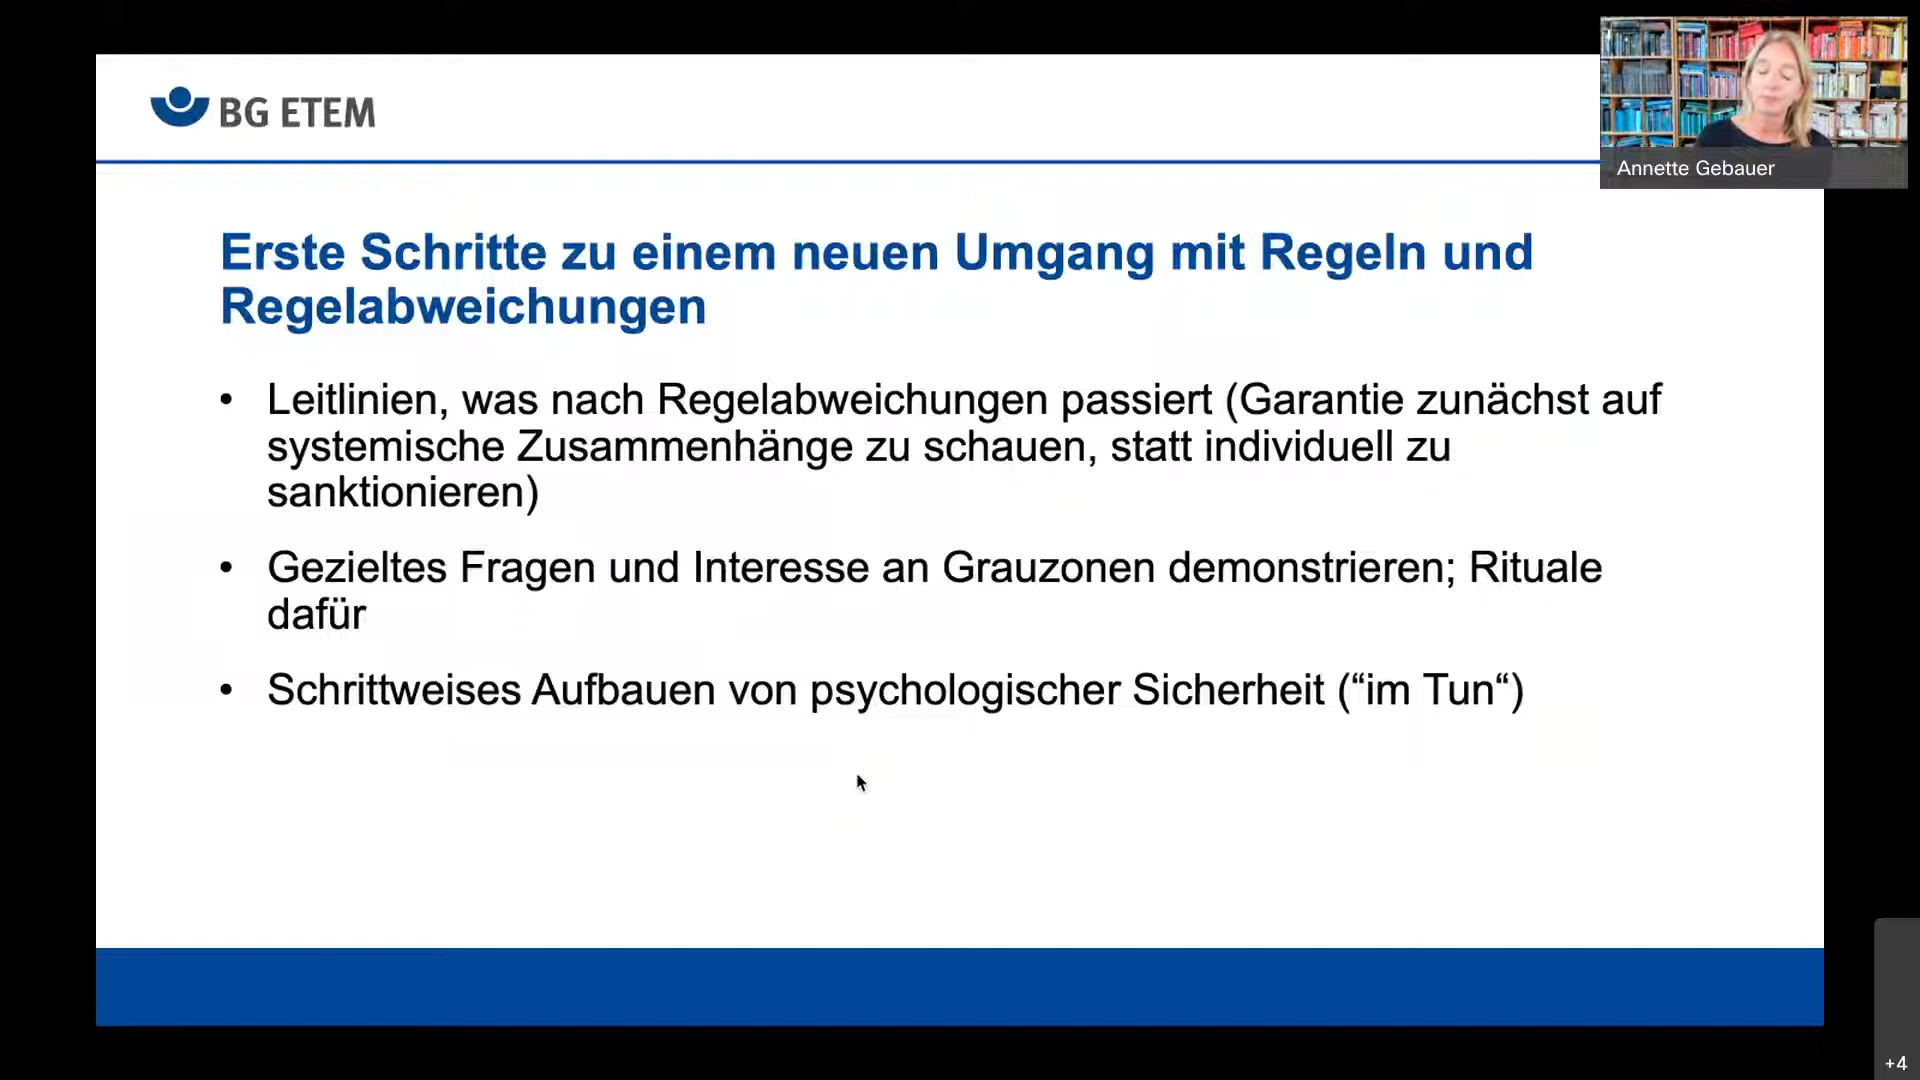 BG ETEM
Annette Gebauer
Erste Schritte zu einem neuen Umgang mit Regeln und
Regelabweichungen
• Leitlinien, was nach Regelabweichungen passiert (Garantie zunächst auf
systemische Zusammenhänge zu schauen, statt individuell zu
sanktionieren)
• Gezieltes Fragen und Interesse an Grauzonen demonstrieren; Rituale
dafür
• Schrittweises Aufbauen von psychologischer Sicherheit (“im Tun“)
+4